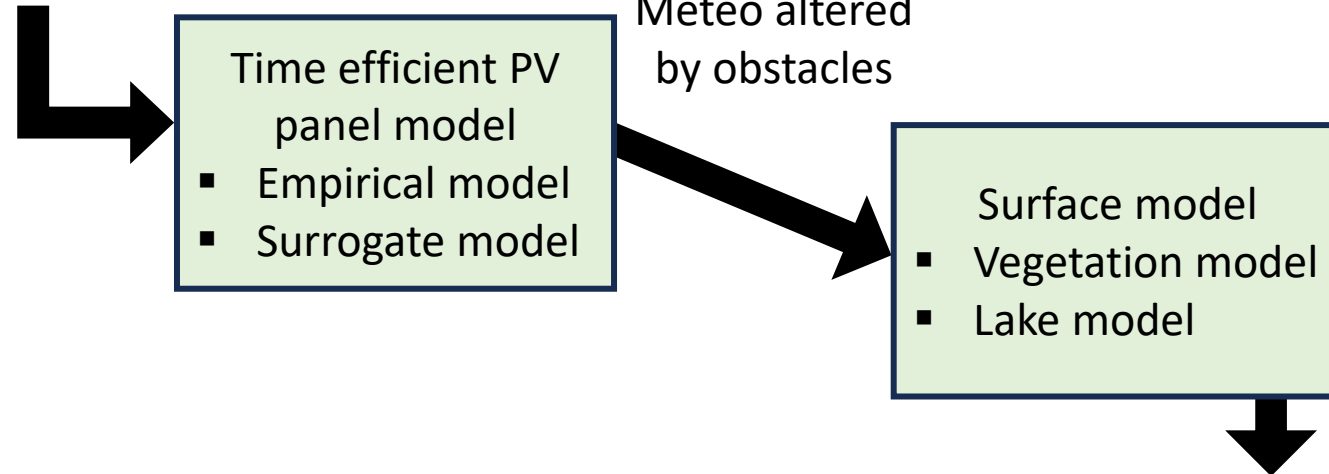 Meteo altered
by obstacles
Time efficient PV
panel model
▪ Empirical model
▪ Surrogate model
Surface model
▪ Vegetation model
▪ Lake model